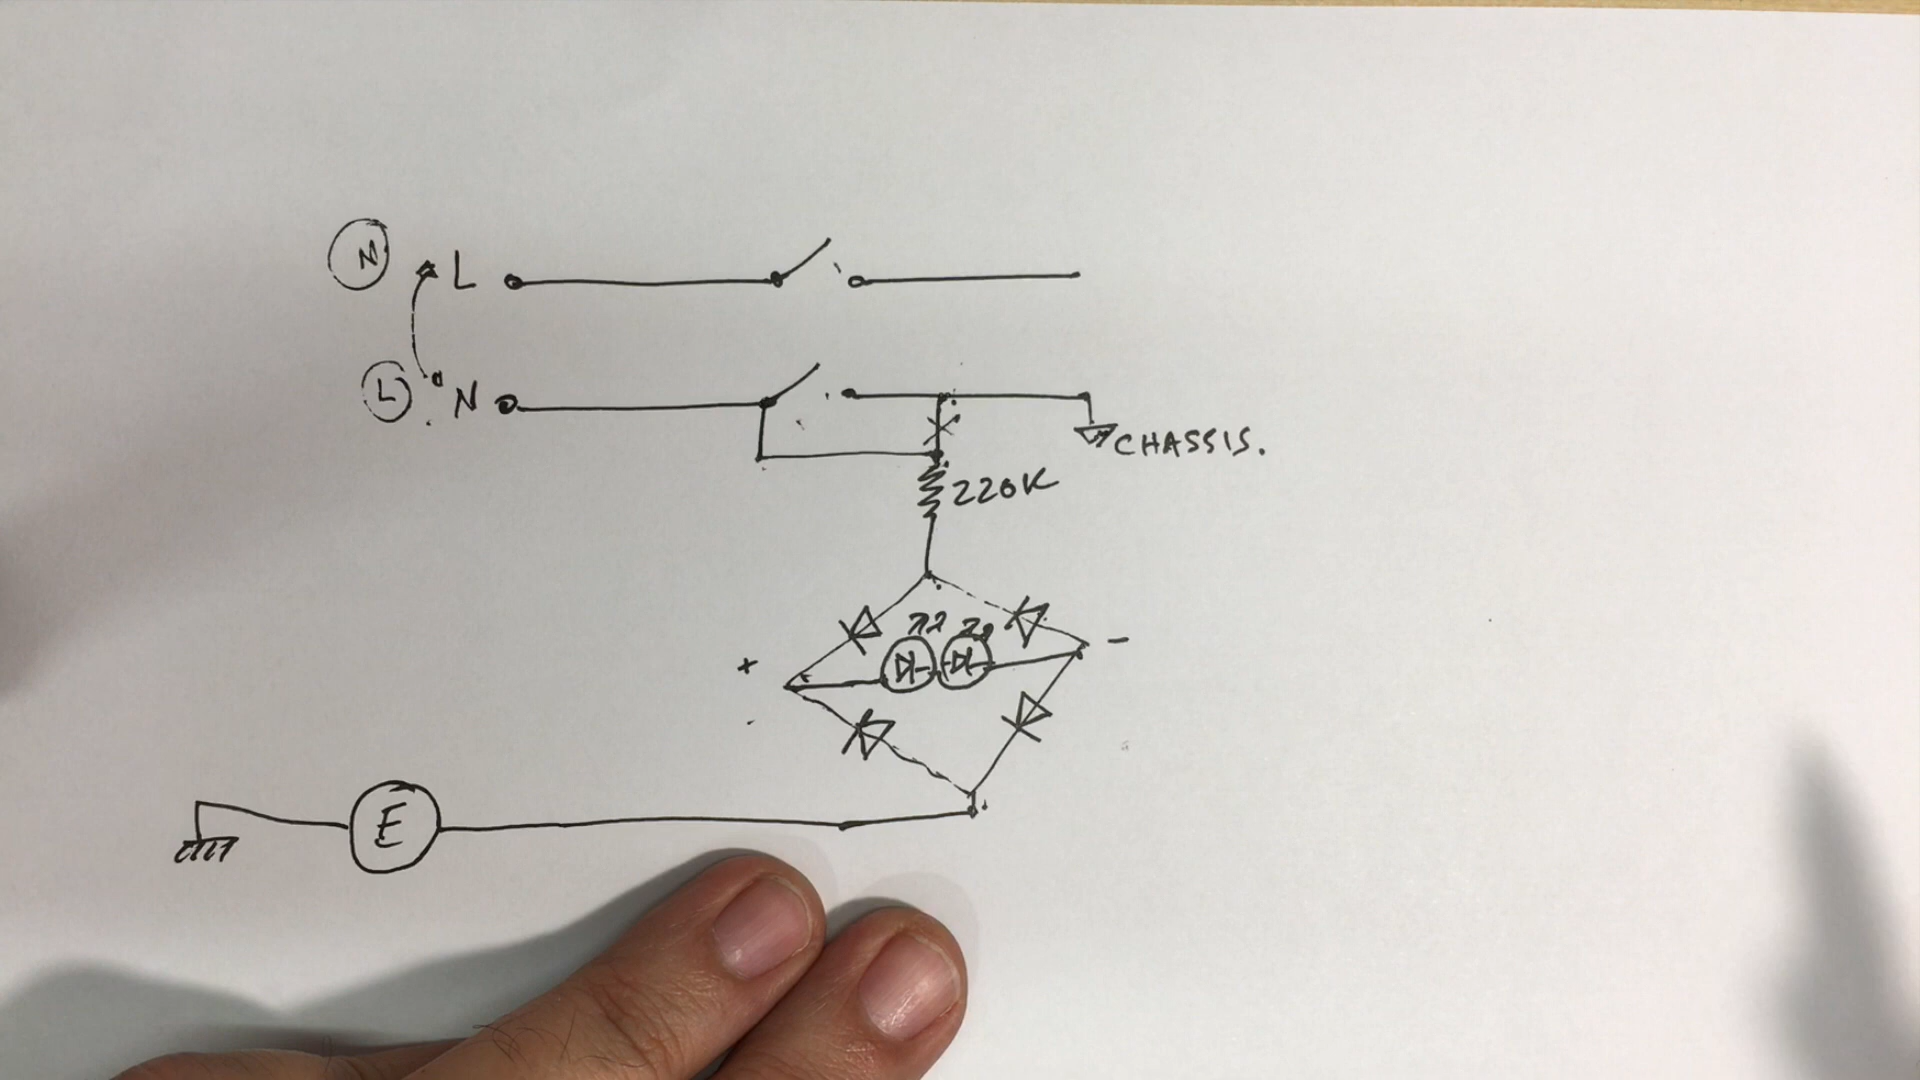 N L
L N
CHASSIS.
220K
+ -
E